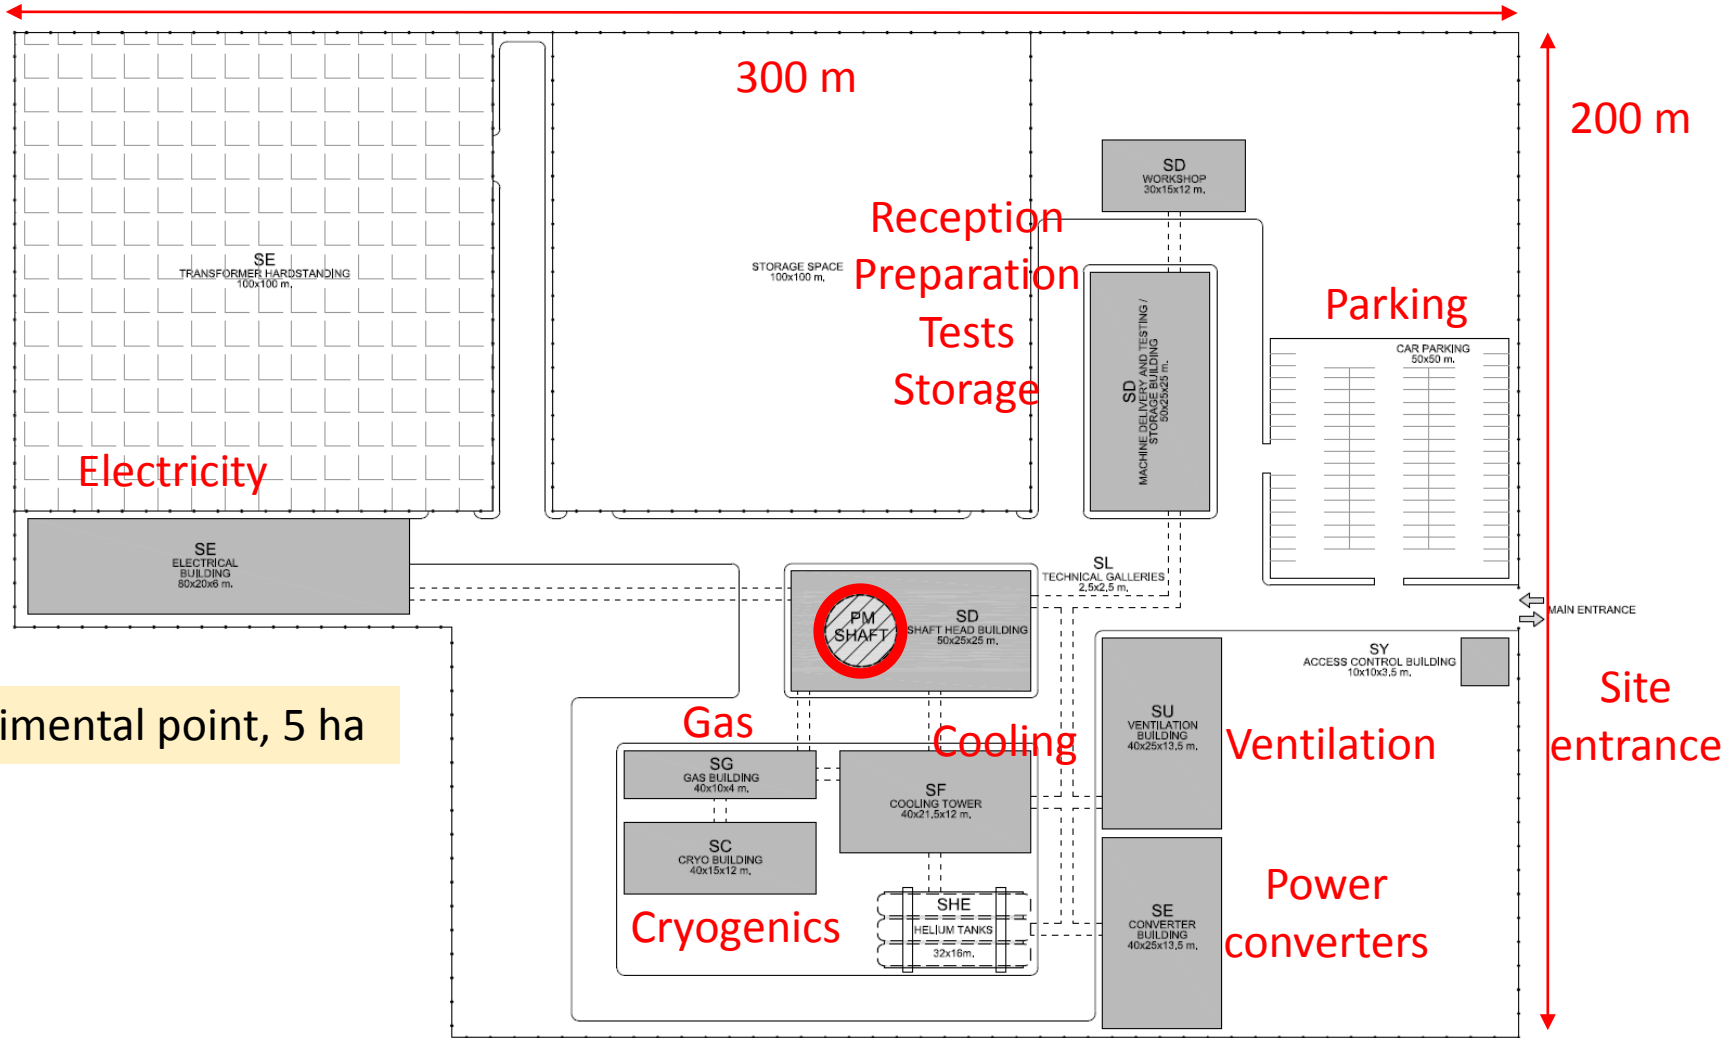 300 m
200 m
SD
WORKSHOP
30x15x12 m.
Reception
Preparation
Tests
Storage
SE
TRANSFORMER HARDSTANDING
100x100 m.
STORAGE SPACE
100x100 m.
SD
MACHINE DELIVERY AND TESTING /
STORAGE BUILDING
50x25x25 m.
Parking
CAR PARKING
50x50 m.
Electricity
SE
ELECTRICAL
BUILDING
80x20x6 m.
SL
TECHNICAL GALLERIES
2,5x2,5 m.
PM
SHAFT
SD
SHAFT HEAD BUILDING
50x25x25 m.
MAIN ENTRANCE
SY
ACCESS CONTROL BUILDING
10x10x3,5 m.
Site
entrance
imental point, 5 ha
Gas
Cooling
SU
VENTILATION
BUILDING
40x25x13,5 m.
Ventilation
SG
GAS BUILDING
40x10x4 m.
SF
COOLING TOWER
40x21,5x12 m.
SC
CRYO BUILDING
40x15x12 m.
Cryogenics
SHE
HELIUM TANKS
32x16m.
SE
CONVERTER
BUILDING
40x25x13,5 m.
Power
converters